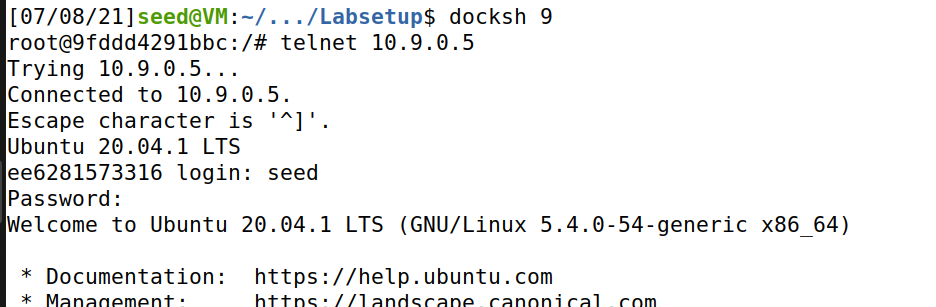 [07/08/21]seed@VM:~/.../Labsetup$ docksh 9
root@9fddd4291bbc:/# telnet 10.9.0.5
Trying 10.9.0.5...
Connected to 10.9.0.5.
Escape character is '^]'.
Ubuntu 20.04.1 LTS
ee6281573316 login: seed
Password:
Welcome to Ubuntu 20.04.1 LTS (GNU/Linux 5.4.0-54-generic x86_64)
 * Documentation:  https://help.ubuntu.com
 * Management:     https://landscape.canonical.com